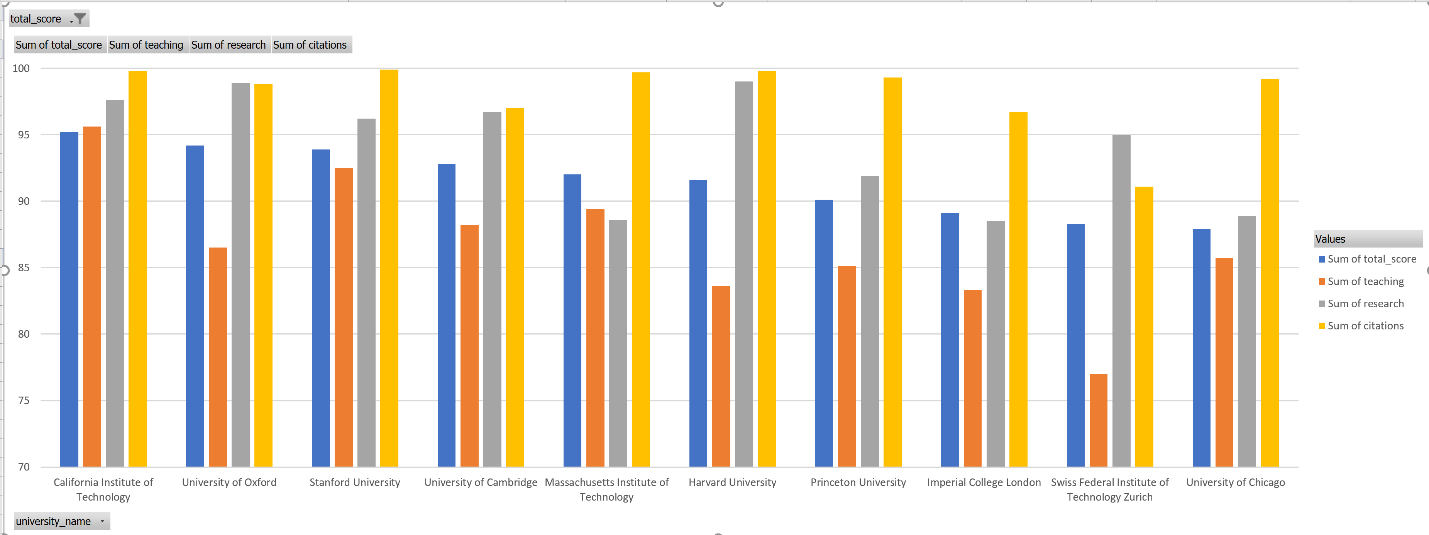 total_score
Sum of total_score Sum of teaching Sum of research Sum of citations
100
95
90
85
80
75
70
California Institute of Technology
University of Oxford
Stanford University
University of Cambridge
Massachusetts Institute of Technology
Harvard University
Princeton University
Imperial College London
Swiss Federal Institute of Technology Zurich
University of Chicago
university_name
Values
Sum of total_score
Sum of teaching
Sum of research
Sum of citations